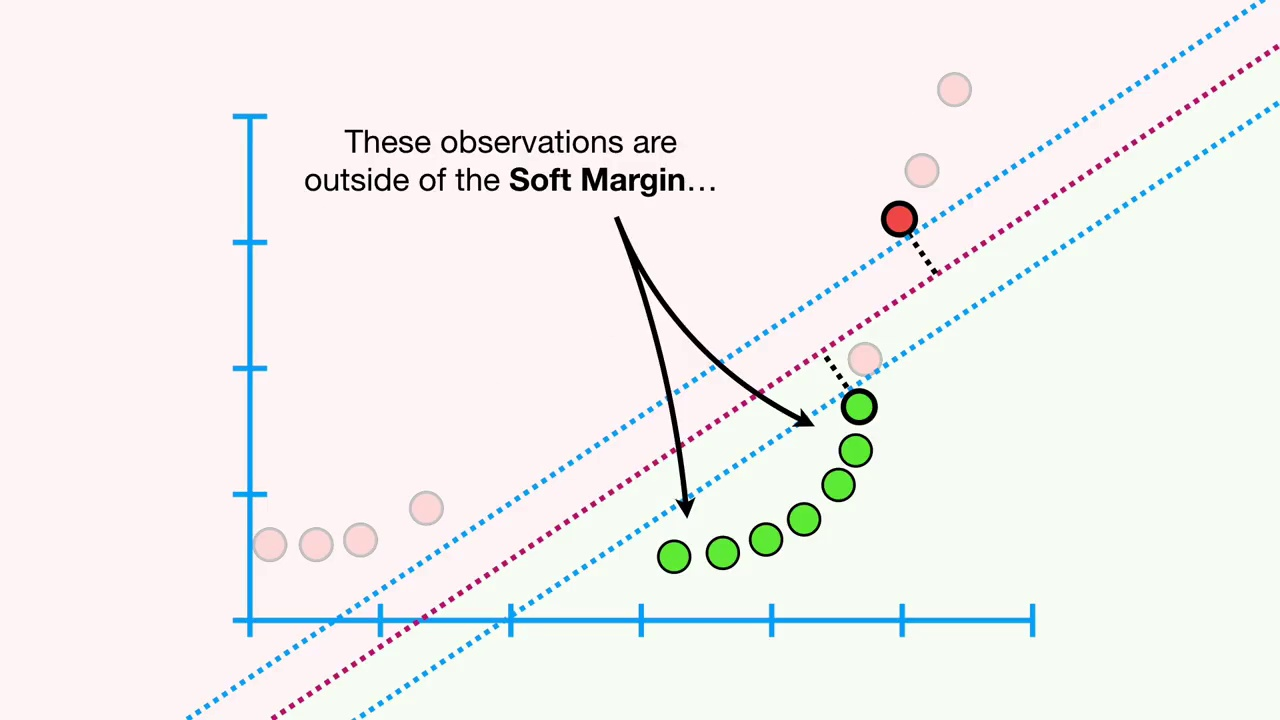 These observations are
outside of the Soft Margin…